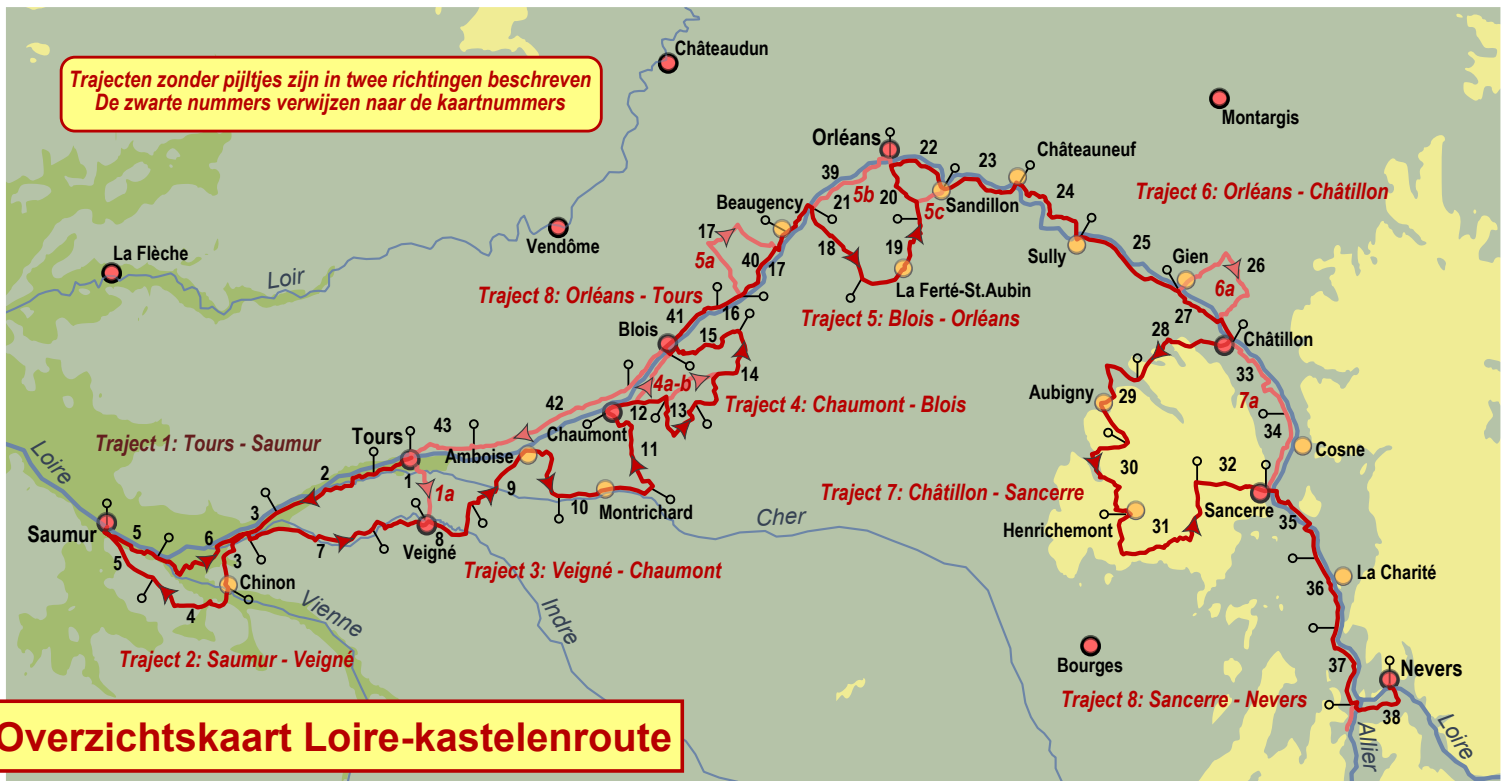 Châteaudun
Trajecten zonder pijltjes zijn in twee richtingen beschreven
De zwarte nummers verwijzen naar de kaartnummers
Montargis
Orléans
22
23
Châteauneuf
39
5b
20
5c
Sandillon
24
Traject 6: Orléans - Châtillon
Beaugency
21
La Flèche
Vendôme
17
5a
40
17
18
19
Sully
25
Gien
26
6a
Loir
La Ferté-St.Aubin
Traject 8: Orléans - Tours
16
Traject 5: Blois - Orléans
27
41
Blois
15
28
Châtillon
14
33
4a-b
Aubigny
29
7a
42
12
13
Traject 4: Chaumont - Blois
Chaumont
34
Traject 1: Tours - Saumur
Tours
43
Amboise
11
Cosne
Loire
2
1
1a
9
10
Montrichard
30
32
Traject 7: Châtillon - Sancerre
Sancerre
3
Cher
Henrichemont
31
35
Saumur
5
6
7
Veigné
8
5
3
Chinon
Traject 3: Veigné - Chaumont
La Charité
36
4
Vienne
Indre
Traject 2: Saumur - Veigné
Bourges
37
Nevers
Traject 8: Sancerre - Nevers
38
Loire
Allier
Overzichtskaart Loire-kastelenroute